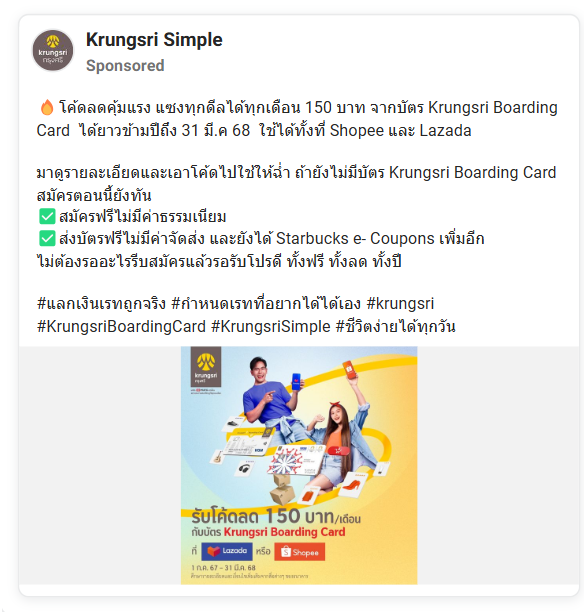 krungsri
กรุงศรี
Krungsri Simple
Sponsored
🔥 โค้ดลดคุ้มแรง แซงทุกดีลได้ทุกเดือน 150 บาท จากบัตร Krungsri Boarding
Card ได้ยาวข้ามปีถึง 31 มี.ค 68 ใช้ได้ทั้งที่ Shopee และ Lazada
มาดูรายละเอียดและเอาโค้ดไปใช้ให้ฉ่ำ ถ้ายังไม่มีบัตร Krungsri Boarding Card
สมัครตอนนี้ยังทัน
✅ สมัครฟรีไม่มีค่าธรรมเนียม
✅ ส่งบัตรฟรีไม่มีค่าจัดส่ง และยังได้ Starbucks e- Coupons เพิ่มอีก
ไม่ต้องรออะไรรีบสมัครแล้วรอรับโปรดี ทั้งฟรี ทั้งลด ทั้งปี
#แลกเงินเรทถูกจริง #กำหนดเรทที่อยากได้ได้เอง #krungsri
#KrungsriBoardingCard #KrungsriSimple #ชีวิตง่ายได้ทุกวัน
krungsri
กรุงศรี
รับโค้ดลด 150 บาท/เดือน
กับบัตร Krungsri Boarding Card
ที่ Lazada หรือ Shopee
1 ก.ค. 67 – 31 มี.ค. 68